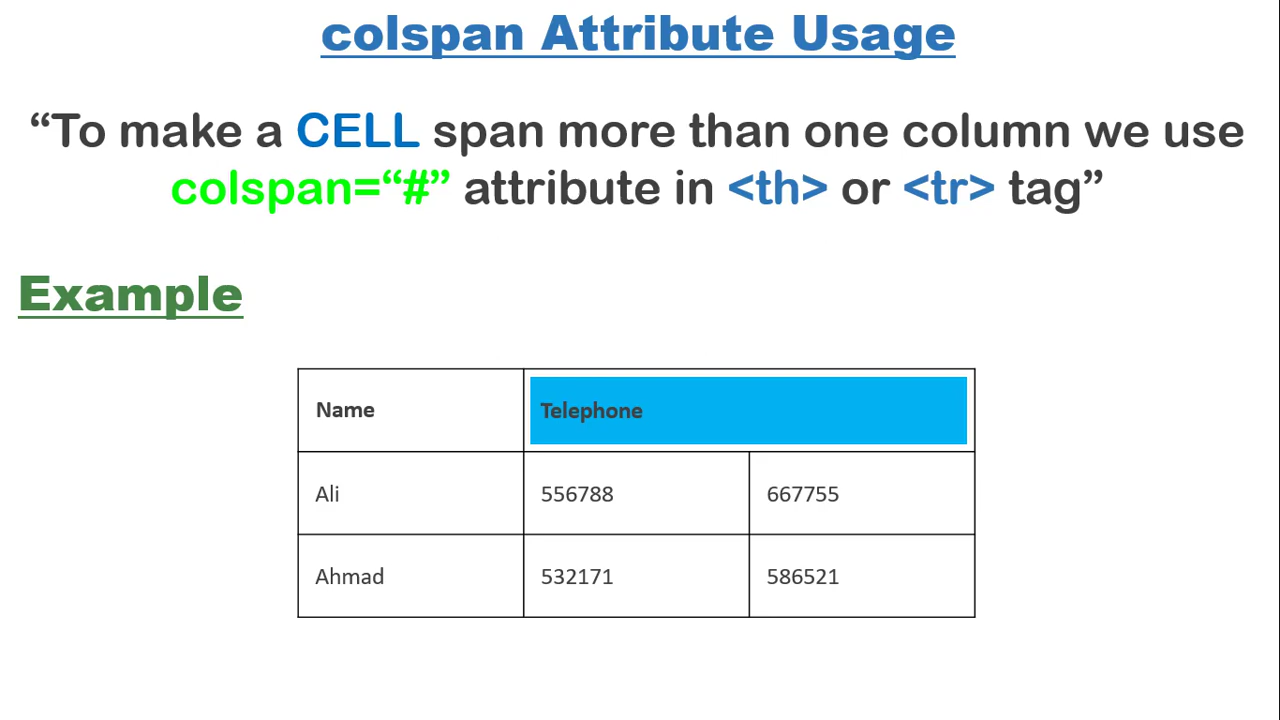 colspan Attribute Usage
“To make a CELL span more than one column we use
colspan=“#” attribute in <th> or <tr> tag”
Example
Name Telephone
Ali 556788 667755
Ahmad 532171 586521